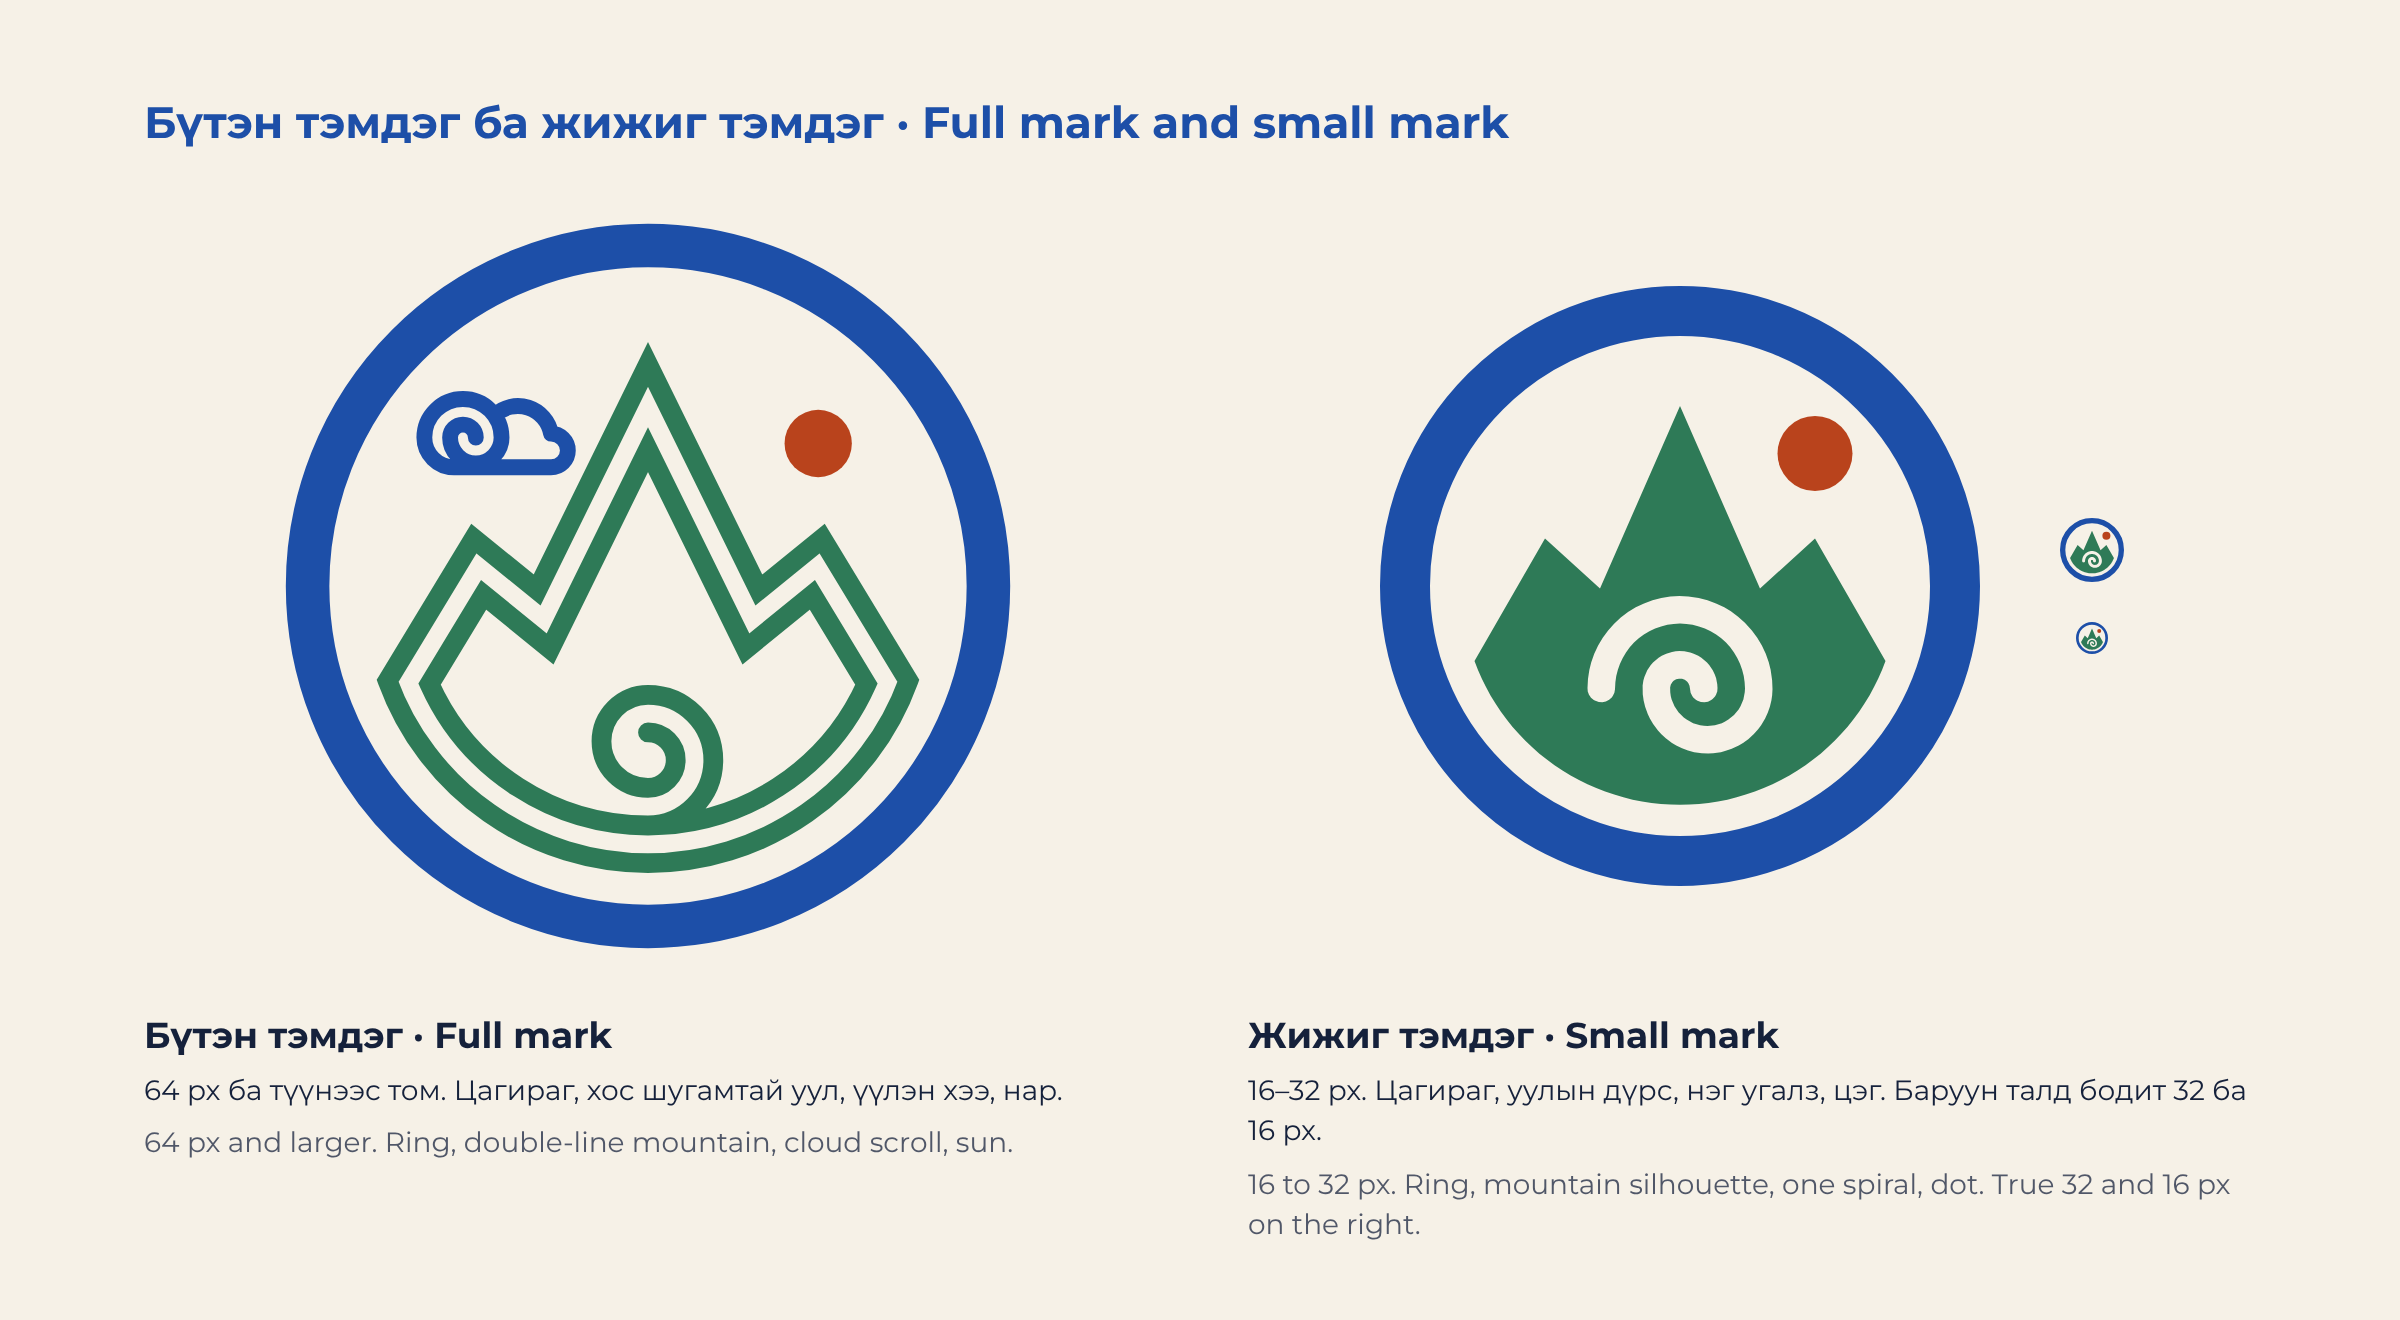 Бүтэн тэмдэг ба жижиг тэмдэг · Full mark and small mark
Бүтэн тэмдэг · Full mark
64 px ба түүнээс том. Цагираг, хос шугамтай уул, үүлэн хээ, нар.
64 px and larger. Ring, double-line mountain, cloud scroll, sun.
Жижиг тэмдэг · Small mark
16–32 px. Цагираг, уулын дүрс, нэг угалз, цэг. Баруун талд бодит 32 ба
16 px.
16 to 32 px. Ring, mountain silhouette, one spiral, dot. True 32 and 16 px
on the right.